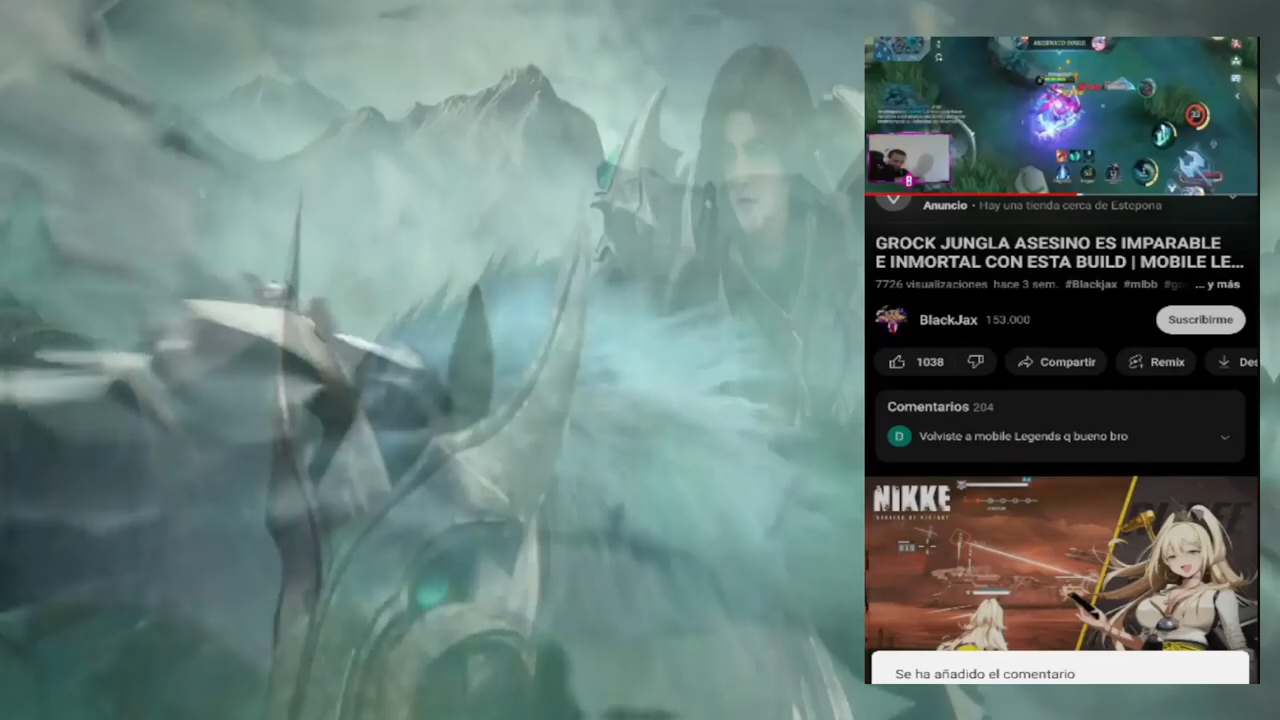 Anuncio · Hay una tienda cerca de Estepona
GROCK JUNGLA ASESINO ES IMPARABLE
E INMORTAL CON ESTA BUILD | MOBILE LE...
7726 visualizaciones hace 3 sem. #Blackjax #mlbb ... y más
BlackJax 153.000
Suscribirme
1038
Compartir
Remix
Des
Comentarios 204
D
Volviste a mobile Legends q bueno bro
NIKKE
Se ha añadido el comentario